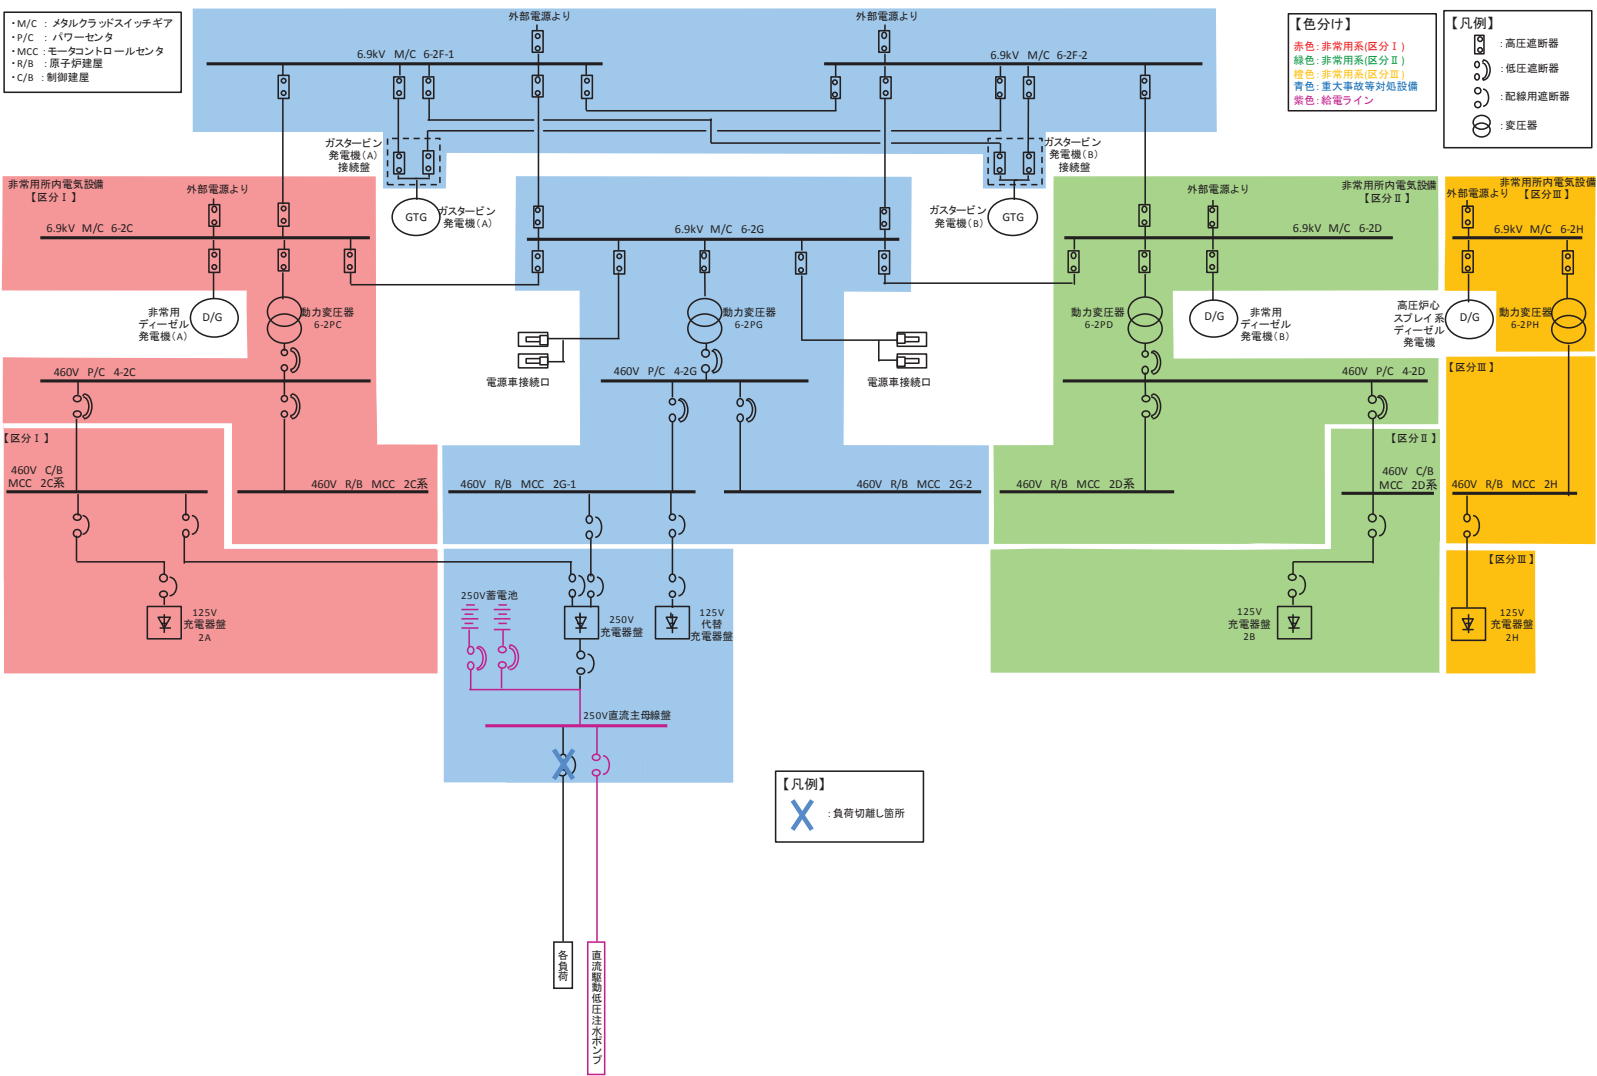 ・M/C ：メタルクラッドスイッチギア
・P/C ：パワーセンタ
・MCC：モータコントロールセンタ
・R/B ：原子炉建屋
・C/B ：制御建屋
外部電源より
外部電源より
6.9kV M/C 6-2F-1
6.9kV M/C 6-2F-2
【色分け】
赤色：非常用系(区分Ⅰ)
緑色：非常用系(区分Ⅱ)
橙色：非常用系(区分Ⅲ)
青色：重大事故等対処設備
紫色：給電ライン
【凡例】
：高圧遮断器
：低圧遮断器
：配線用遮断器
：変圧器
ガスタービン
発電機(A)
接続盤
ガスタービン
発電機(B)
接続盤
非常用所内電気設備
【区分Ⅰ】
外部電源より
6.9kV M/C 6-2C
GTG
ガスタービン
発電機(A)
6.9kV M/C 6-2G
ガスタービン
発電機(B)
GTG
外部電源より
非常用所内電気設備
【区分Ⅱ】
6.9kV M/C 6-2D
非常用所内電気設備
【区分Ⅲ】
外部電源より
6.9kV M/C 6-2H
非常用
ディーゼル
発電機(A)
D/G
動力変圧器
6-2PC
動力変圧器
6-2PG
動力変圧器
6-2PD
D/G
非常用
ディーゼル
発電機(B)
高圧炉心
スプレイ系
ディーゼル
発電機
D/G
動力変圧器
6-2PH
電源車接続口
電源車接続口
460V P/C 4-2C
460V P/C 4-2G
460V P/C 4-2D
【区分Ⅲ】
【区分Ⅰ】
【区分Ⅱ】
460V C/B
MCC 2C系
460V R/B MCC 2C系
460V R/B MCC 2G-1
460V R/B MCC 2G-2
460V R/B MCC 2D系
460V C/B
MCC 2D系
460V R/B MCC 2H
【区分Ⅲ】
125V
充電器盤
2A
250V蓄電池
250V
充電器盤
125V
代替
充電器盤
125V
充電器盤
2B
125V
充電器盤
2H
250V直流主母線盤
【凡例】
：負荷切離し箇所
各負荷
直流駆動低圧注水ポンプ